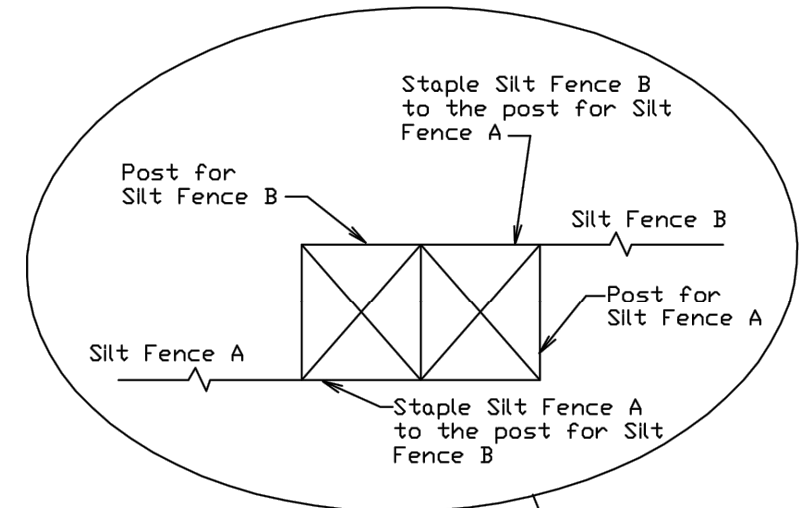 Staple Silt Fence B
to the post for Silt
Fence A
Post for
Silt Fence B
Silt Fence B
Post for
Silt Fence A
Silt Fence A
Staple Silt Fence A
to the post for Silt
Fence B